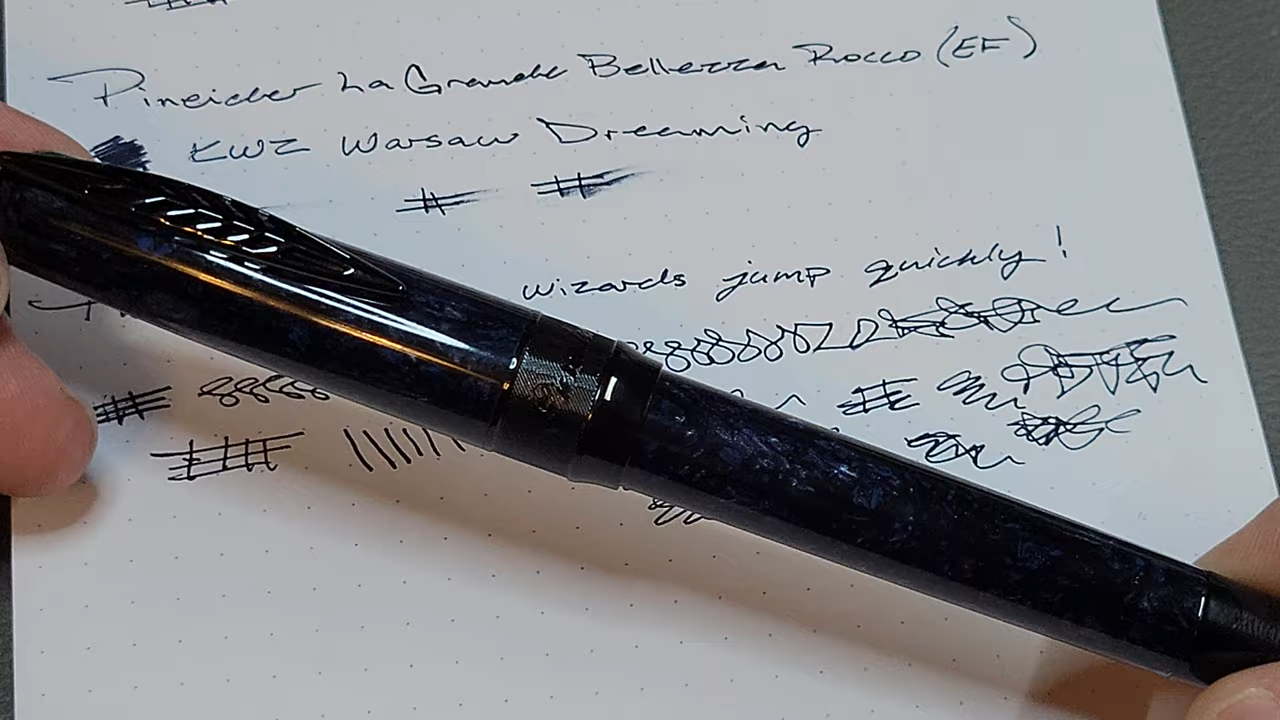 Pineider La Grande Bellezza Rocco (EF)
KWZ Warsaw Dreaming
wizards jump quickly!